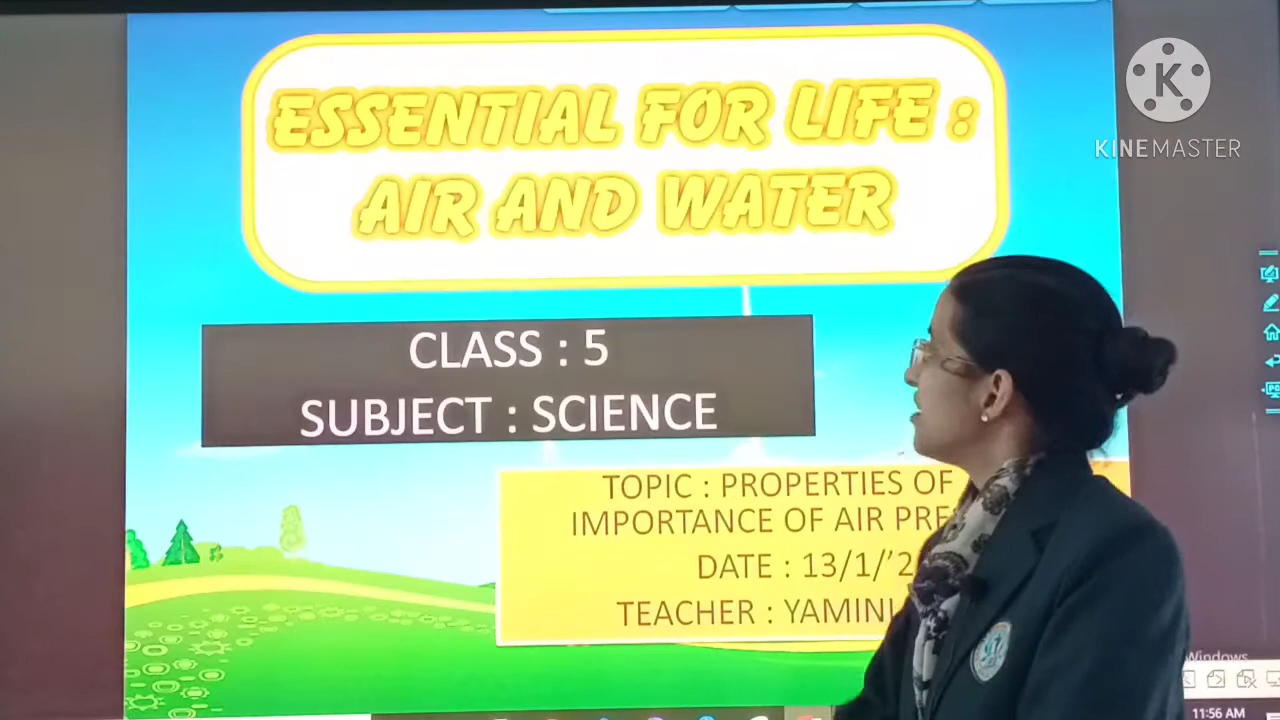 ESSENTIAL FOR LIFE :
AIR AND WATER
K
KINEMASTER
CLASS : 5
SUBJECT : SCIENCE
TOPIC : PROPERTIES OF
IMPORTANCE OF AIR PRE
DATE : 13/1/'2
TEACHER : YAMINI
Windows
11:56 AM